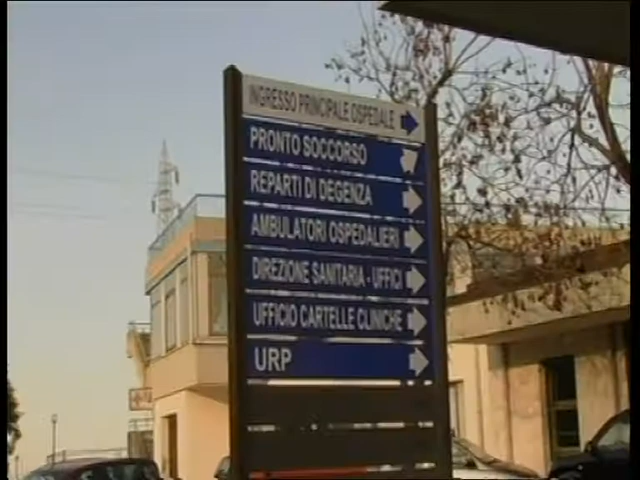 INGRESSO PRINCIPALE OSPEDALE
PRONTO SOCCORSO
REPARTI DI DEGENZA
AMBULATORI OSPEDALIERI
DIREZIONE SANITARIA - UFFICI
UFFICIO CARTELLE CLINICHE
URP